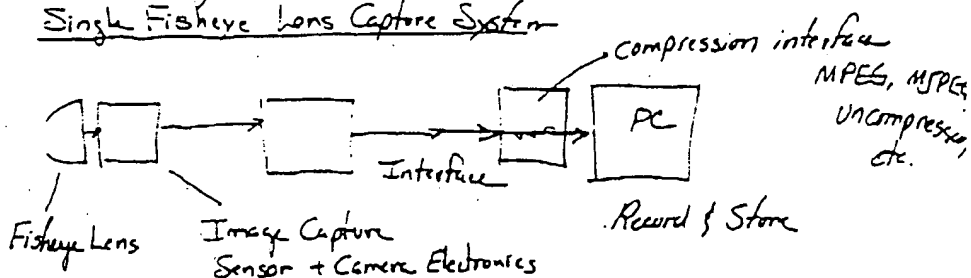 Single Fisheye Lens Capture System
compression interface
MPEG, MJPEG
uncompressed,
etc.
PC
Interface
Record & Store
Fisheye Lens
Image Capture
Sensor + Camera Electronics